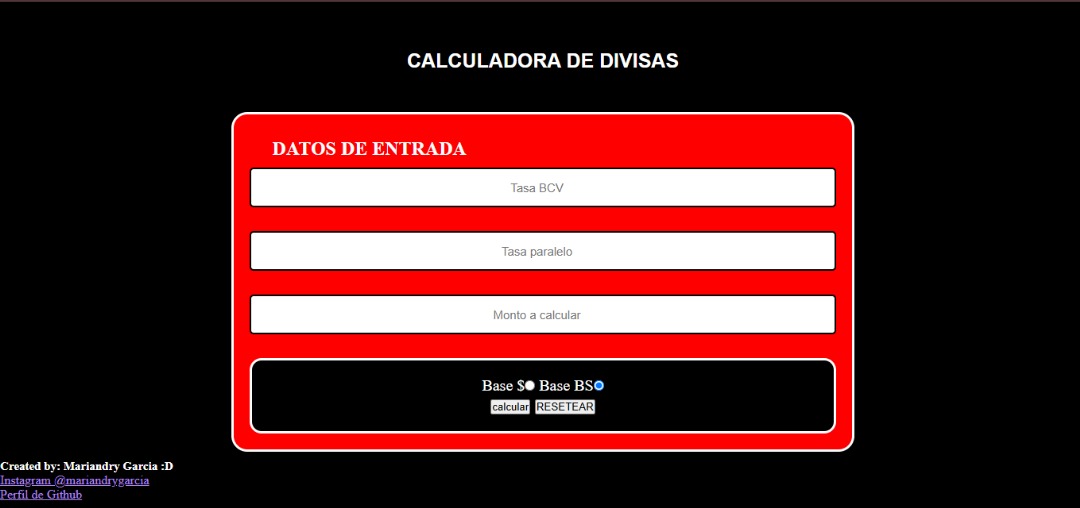 CALCULADORA DE DIVISAS
DATOS DE ENTRADA
Tasa BCV
Tasa paralelo
Monto a calcular
Base $ Base BS
calcular RESETEAR
Created by: Mariandry Garcia :D
Instagram @mariandrygarcia
Perfil de Github